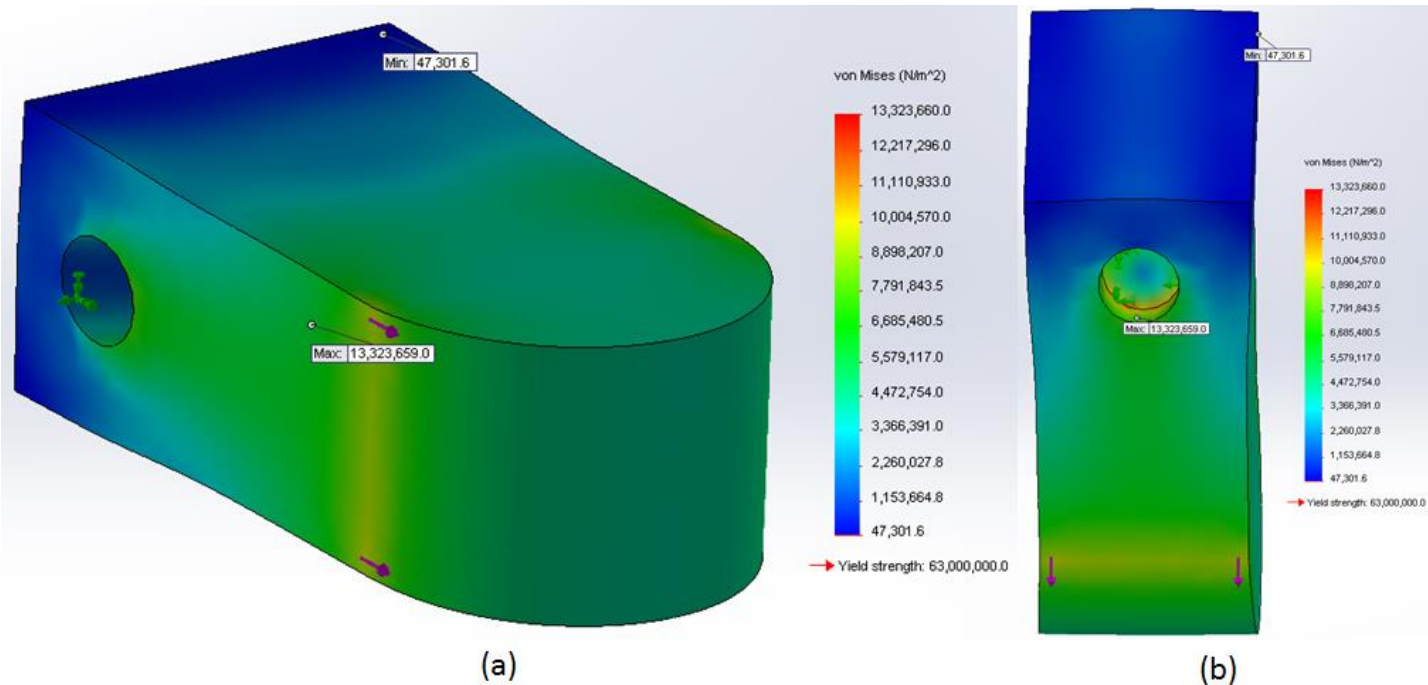 Min: 47,301.6
Max: 13,323,659.0
von Mises (N/m^2)
13,323,660.0
12,217,296.0
11,110,933.0
10,004,570.0
8,898,207.0
7,791,843.5
6,685,480.5
5,579,117.0
4,472,754.0
3,366,391.0
2,260,027.8
1,153,664.8
47,301.6
Yield strength: 63,000,000.0
(a)
Min: 47,301.6
Max: 13,323,659.0
von Mises (N/m^2)
13,323,660.0
12,217,296.0
11,110,933.0
10,004,570.0
8,898,207.0
7,791,843.5
6,685,480.5
5,579,117.0
4,472,754.0
3,366,391.0
2,260,027.8
1,153,664.8
47,301.6
Yield strength: 63,000,000.0
(b)